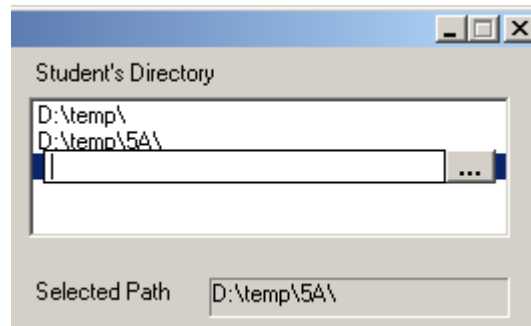 Student's Directory
D:\temp\
D:\temp\5A\
...
Selected Path D:\temp\5A\